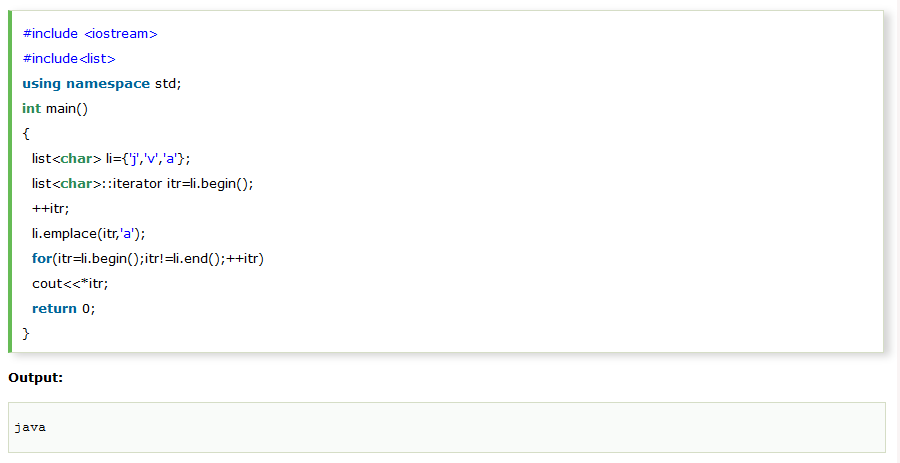 #include <iostream>
#include<list>
using namespace std;
int main()
{
list<char> li={'j','v','a'};
list<char>::iterator itr=li.begin();
++itr;
li.emplace(itr,'a');
for(itr=li.begin();itr!=li.end();++itr)
cout<<*itr;
return 0;
}
Output:
java